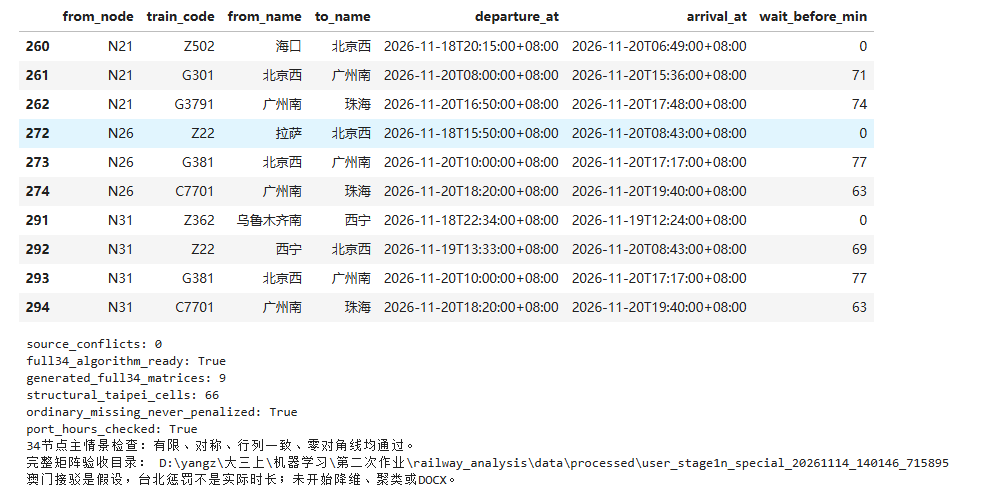 from_node train_code from_name to_name departure_at arrival_at wait_before_min
260 N21 Z502 海口 北京西 2026-11-18T20:15:00+08:00 2026-11-20T06:49:00+08:00 0
261 N21 G301 北京西 广州南 2026-11-20T08:00:00+08:00 2026-11-20T15:36:00+08:00 71
262 N21 G3791 广州南 珠海 2026-11-20T16:50:00+08:00 2026-11-20T17:48:00+08:00 74
272 N26 Z22 拉萨 北京西 2026-11-18T15:50:00+08:00 2026-11-20T08:43:00+08:00 0
273 N26 G381 北京西 广州南 2026-11-20T10:00:00+08:00 2026-11-20T17:17:00+08:00 77
274 N26 C7701 广州南 珠海 2026-11-20T18:20:00+08:00 2026-11-20T19:40:00+08:00 63
291 N31 Z362 乌鲁木齐南 西宁 2026-11-18T22:34:00+08:00 2026-11-19T12:24:00+08:00 0
292 N31 Z22 西宁 北京西 2026-11-19T13:33:00+08:00 2026-11-20T08:43:00+08:00 69
293 N31 G381 北京西 广州南 2026-11-20T10:00:00+08:00 2026-11-20T17:17:00+08:00 77
294 N31 C7701 广州南 珠海 2026-11-20T18:20:00+08:00 2026-11-20T19:40:00+08:00 63
source_conflicts: 0
full34_algorithm_ready: True
generated_full34_matrices: 9
structural_taipei_cells: 66
ordinary_missing_never_penalized: True
port_hours_checked: True
34节点主情景检查：有限、对称、行列一致、零对角线均通过。
完整矩阵验收目录： D:\yangz\大三上\机器学习\第二次作业\railway_analysis\data\processed\user_stage1n_special_20261114_140146_715895
澳门接驳是假设，台北惩罚不是实际时长；未开始降维、聚类或DOCX。